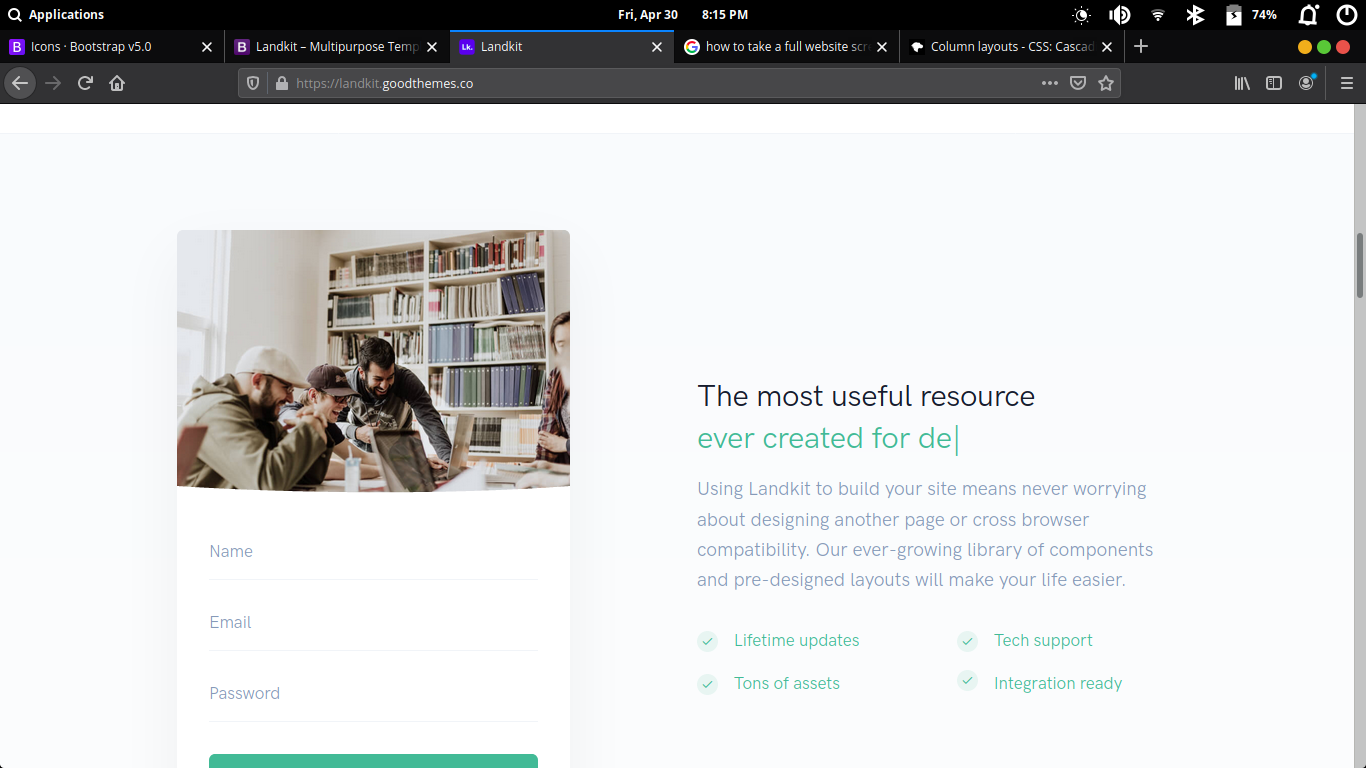 Applications
Fri, Apr 30 8:15 PM
74%
Icons · Bootstrap v5.0
Landkit – Multipurpose Temp
Landkit
how to take a full website scr
Column layouts - CSS: Cascad
https://landkit.goodthemes.co
The most useful resource
ever created for de
Using Landkit to build your site means never worrying
about designing another page or cross browser
compatibility. Our ever-growing library of components
and pre-designed layouts will make your life easier.
Lifetime updates
Tech support
Tons of assets
Integration ready
Name
Email
Password